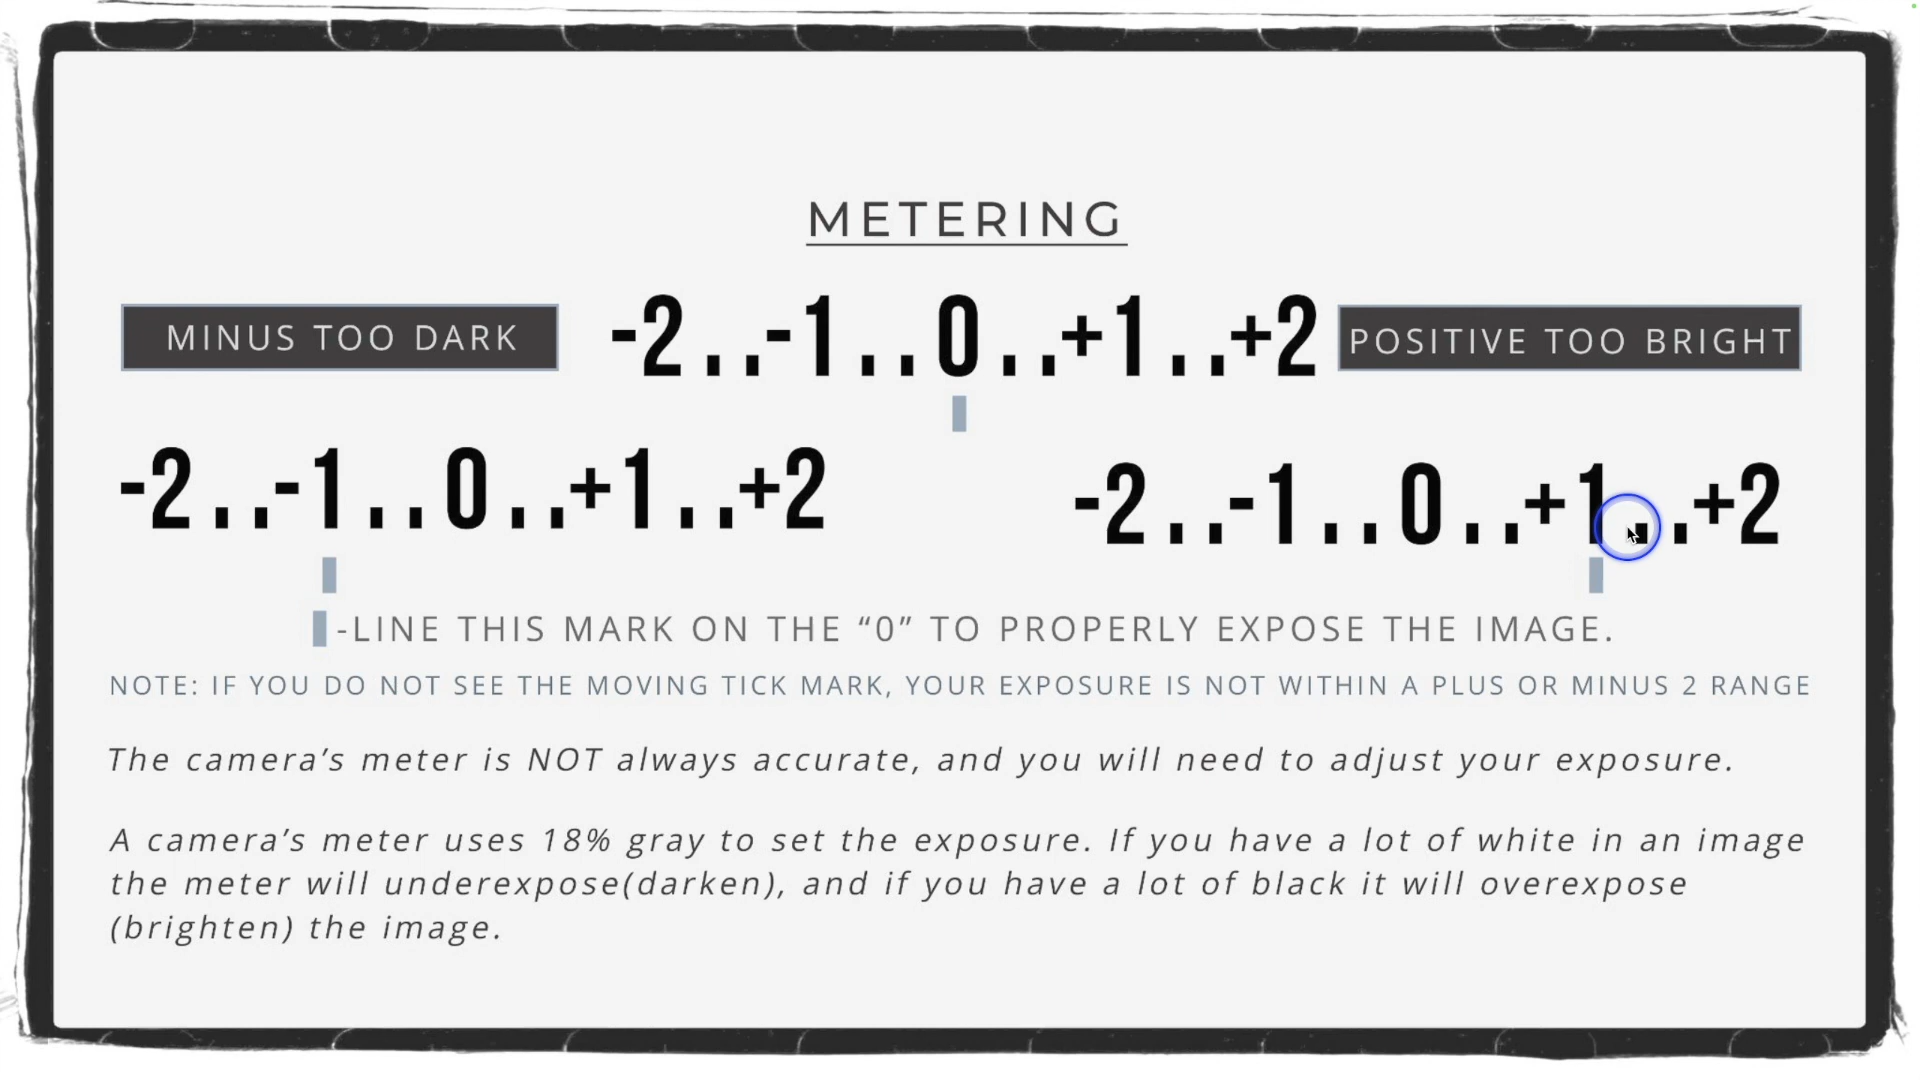 METERING
MINUS TOO DARK
-2..-1..0..+1..+2
POSITIVE TOO BRIGHT
-2..-1..0..+1..+2
-2..-1..0..+1..+2
-LINE THIS MARK ON THE “0” TO PROPERLY EXPOSE THE IMAGE.
NOTE: IF YOU DO NOT SEE THE MOVING TICK MARK, YOUR EXPOSURE IS NOT WITHIN A PLUS OR MINUS 2 RANGE
The camera’s meter is NOT always accurate, and you will need to adjust your exposure.
A camera’s meter uses 18% gray to set the exposure. If you have a lot of white in an image
the meter will underexpose(darken), and if you have a lot of black it will overexpose
(brighten) the image.